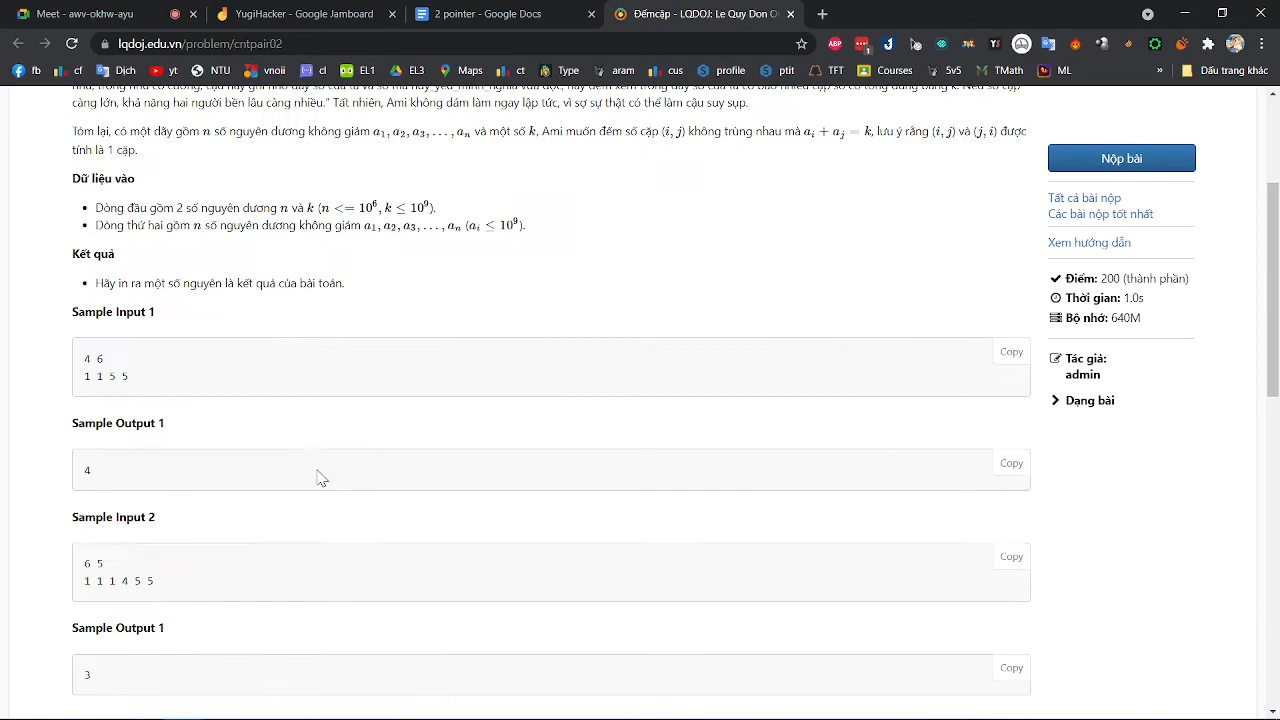 Meet - awv-okhw-ayu
YugiHacker - Google Jamboard
2 pointer - Google Docs
Đếmcặp - LQDOJ: Le Quy Don O
lqdoj.edu.vn/problem/cntpair02
fb
cf
Dịch
yt
NTU
vnoii
cl
EL1
EL3
Maps
ct
Type
aram
cus
profile
ptit
TFT
Courses
5v5
TMath
ML
»
Dấu trang khác
càng lớn, khả năng hai người bền lâu càng nhiều." Tất nhiên, Ami không dám làm ngay lập tức, vì sợ sự thật có thể làm cậu suy sụp.
Tóm lại, có một dãy gồm n số nguyên dương không giảm a₁, a₂, a₃, . . . , aₙ và một số k. Ami muốn đếm số cặp (i, j) không trùng nhau mà aᵢ + aⱼ = k, lưu ý rằng (i, j) và (j, i) được
tính là 1 cặp.
Dữ liệu vào
• Dòng đầu gồm 2 số nguyên dương n và k (n <= 10⁶, k ≤ 10⁹).
• Dòng thứ hai gồm n số nguyên dương không giảm a₁, a₂, a₃, . . . , aₙ (aᵢ ≤ 10⁹).
Kết quả
• Hãy in ra một số nguyên là kết quả của bài toán.
Sample Input 1
Copy
4 6
1 1 5 5
Sample Output 1
Copy
4
Sample Input 2
Copy
6 5
1 1 1 4 5 5
Sample Output 1
Copy
3
Nộp bài
Tất cả bài nộp
Các bài nộp tốt nhất
Xem hướng dẫn
Điểm: 200 (thành phần)
Thời gian: 1.0s
Bộ nhớ: 640M
Tác giả:
admin
Dạng bài